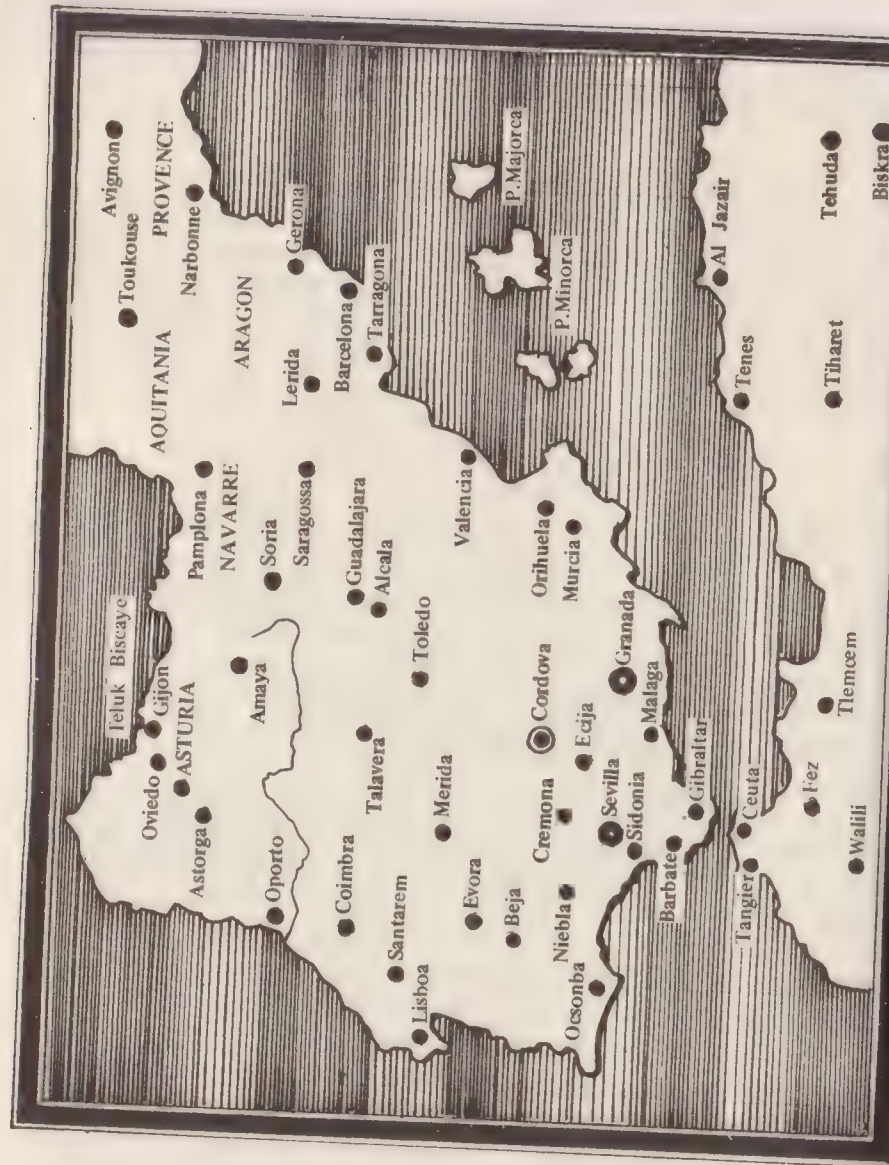 Teluk Biscaye
Oviedo
Gijon
ASTURIA
Astorga
Amaya
Oporto
Coimbra
Santarem
Lisboa
Talavera
Toledo
Merida
Evora
Beja
Niebla
Ocsonba
Cremona
Cordova
Ecija
Sevilla
Sidonia
Barbate
Gibraltar
Malaga
Granada
Pamplona
NAVARRE
Soria
Saragossa
Guadalajara
Alcala
Valencia
Orihuela
Murcia
AQUITANIA
Toukouse
Avignon
PROVENCE
Narbonne
ARAGON
Gerona
Lerida
Barcelona
Tarragona
P.Majorca
P.Minorca
Tangier
Ceuta
Fez
Walili
Tlemcem
Tenes
Tiharet
Al Jazair
Tehuda
Biskra